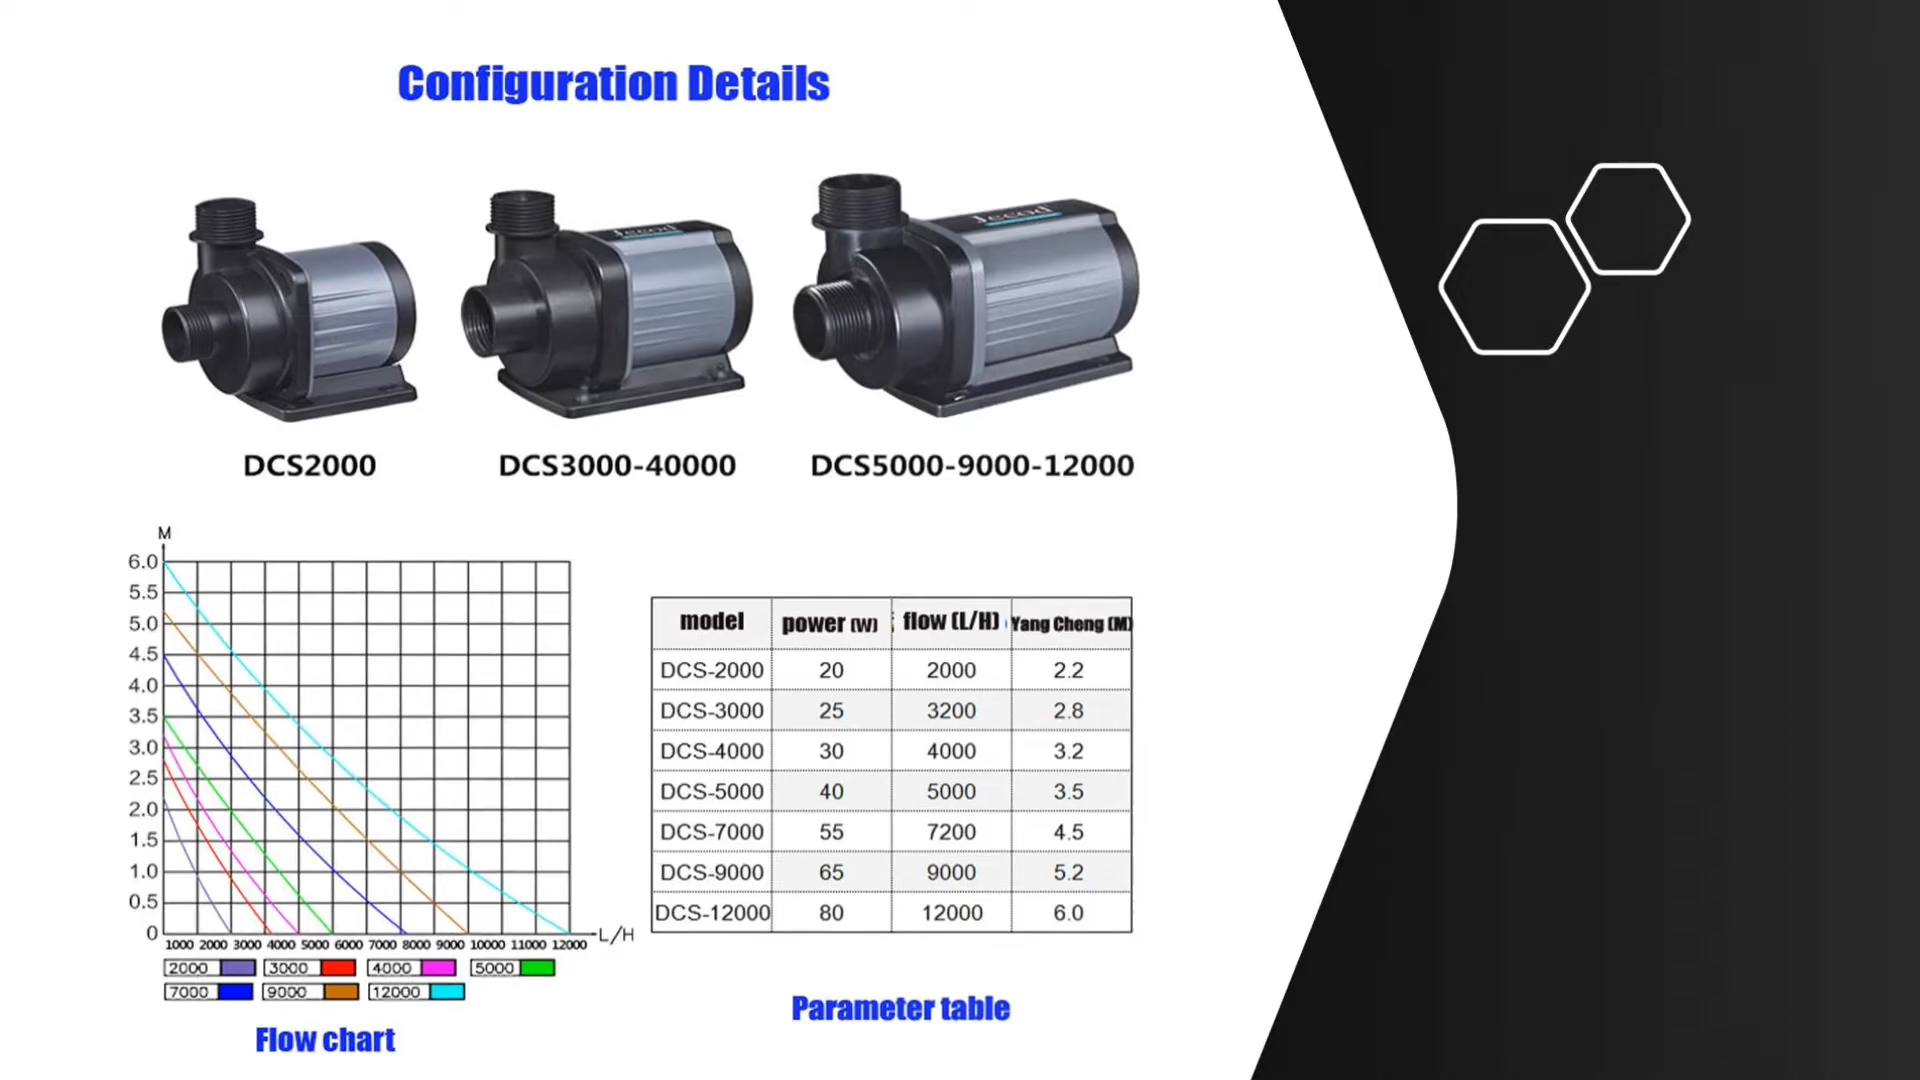 Configuration Details
Jecod
Jecod
DCS2000
DCS3000-40000
DCS5000-9000-12000
M
6.0
5.5
5.0
4.5
4.0
3.5
3.0
2.5
2.0
1.5
1.0
0.5
0
1000 2000 3000 4000 5000 6000 7000 8000 9000 10000 11000 12000 L/H
2000 3000 4000 5000
7000 9000 12000
Flow chart
model power (W) flow (L/H) Yang Cheng (M)
DCS-2000 20 2000 2.2
DCS-3000 25 3200 2.8
DCS-4000 30 4000 3.2
DCS-5000 40 5000 3.5
DCS-7000 55 7200 4.5
DCS-9000 65 9000 5.2
DCS-12000 80 12000 6.0
Parameter table